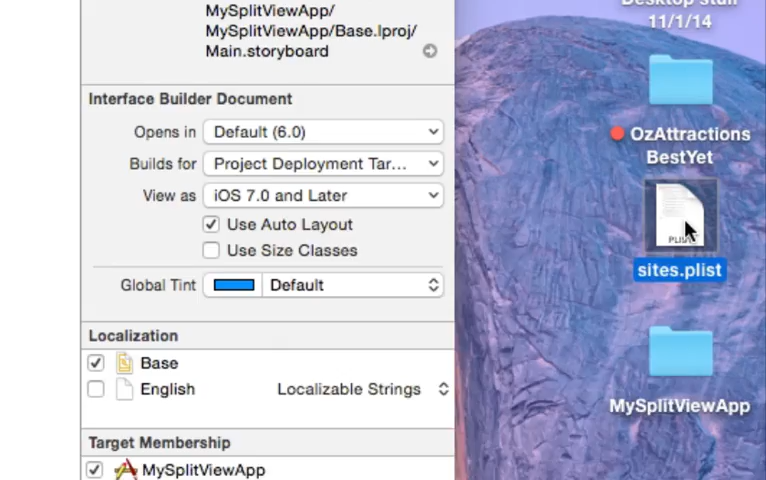 MySplitViewApp/
MySplitViewApp/Base.lproj/
Main.storyboard
Interface Builder Document
Opens in Default (6.0)
Builds for Project Deployment Tar...
View as iOS 7.0 and Later
Use Auto Layout
Use Size Classes
Global Tint Default
Localization
Base
English Localizable Strings
Target Membership
MySplitViewApp
Desktop stuff
11/1/14
OzAttractions
BestYet
PLIST
sites.plist
MySplitViewApp